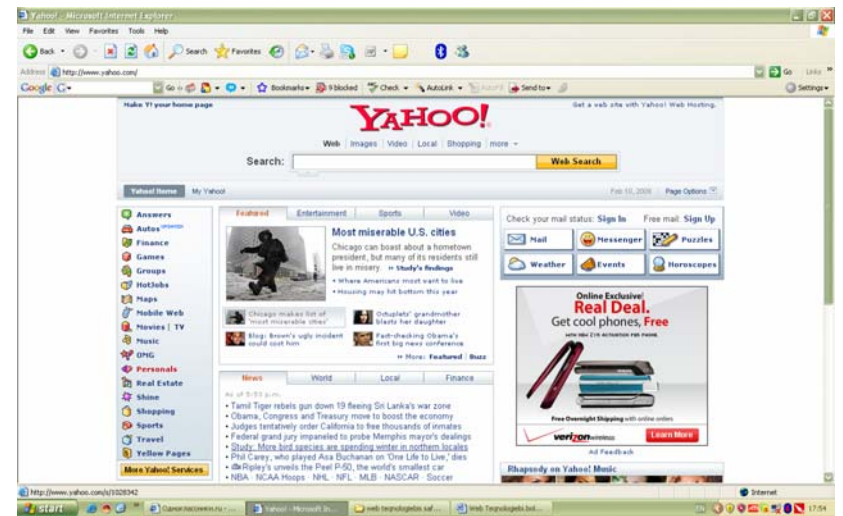 Yahoo! - Microsoft Internet Explorer
File Edit View Favorites Tools Help
Back Search Favorites
Address http://www.yahoo.com/ Go Links »
Google Go Bookmarks 9 blocked Check AutoLink Send to Settings
Make Y! your home page
Get a web site with Yahoo! Web Hosting.
YAHOO!
Web Images Video Local Shopping more
Search: Web Search
Yahoo! Home My Yahoo! Feb 10, 2009 Page Options
Answers
Autos UPDATED
Finance
Games
Groups
HotJobs
Maps
Mobile Web
Movies | TV
Music
OMG
Personals
Real Estate
Shine
Shopping
Sports
Travel
Yellow Pages
More Yahoo! Services
Featured Entertainment Sports Video
Most miserable U.S. cities
Chicago can boast about a hometown
president, but many of its residents still
live in misery. » Study's findings
• Where Americans most want to live
• Housing may hit bottom this year
Chicago makes list of
'most miserable cities'
Octuplets' grandmother
blasts her daughter
Blog: Brown's ugly incident
could cost him
Fact-checking Obama's
first big news conference
» More: Featured | Buzz
News World Local Finance
As of 5:53 p.m.
• Tamil Tiger rebels gun down 19 fleeing Sri Lanka's war zone
• Obama, Congress and Treasury move to boost the economy
• Judges tentatively order California to free thousands of inmates
• Federal grand jury impaneled to probe Memphis mayor's dealings
• Study: More bird species are spending winter in northern locales
• Phil Carey, who played Asa Buchanan on 'One Life to Live,' dies
• Ripley's unveils the Peel P-50, the world's smallest car
• NBA · NCAA Hoops · NHL · NFL · MLB · NASCAR · Soccer
Check your mail status: Sign In Free mail: Sign Up
Mail Messenger Puzzles
Weather Events Horoscopes
Online Exclusive!
Real Deal.
Get cool phones, Free
WITH NEW 2 YR ACTIVATION PER PHONE.
Free Overnight Shipping with online orders
verizon wireless Learn More
Ad Feedback
Rhapsody on Yahoo! Music
http://www.yahoo.com/s/1028342 Internet
start Yahoo! - Microsoft In... 17:54